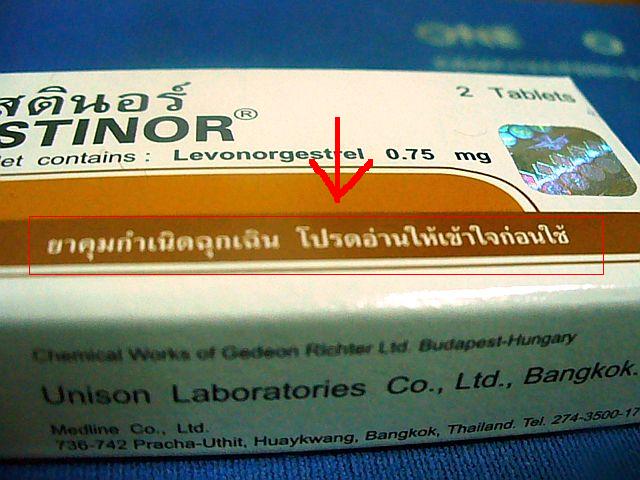 สตินอร์
STINOR®
2 Tablets
let contains : Levonorgestrel 0.75 mg
ยาคุมกำเนิดฉุกเฉิน โปรดอ่านให้เข้าใจก่อนใช้
Chemical Works of Gedeon Richter Ltd. Budapest-Hungary
Unison Laboratories Co., Ltd., Bangkok.
Medline Co., Ltd.
736-742 Pracha-Uthit, Huaykwang, Bangkok, Thailand. Tel. 274-3500-17